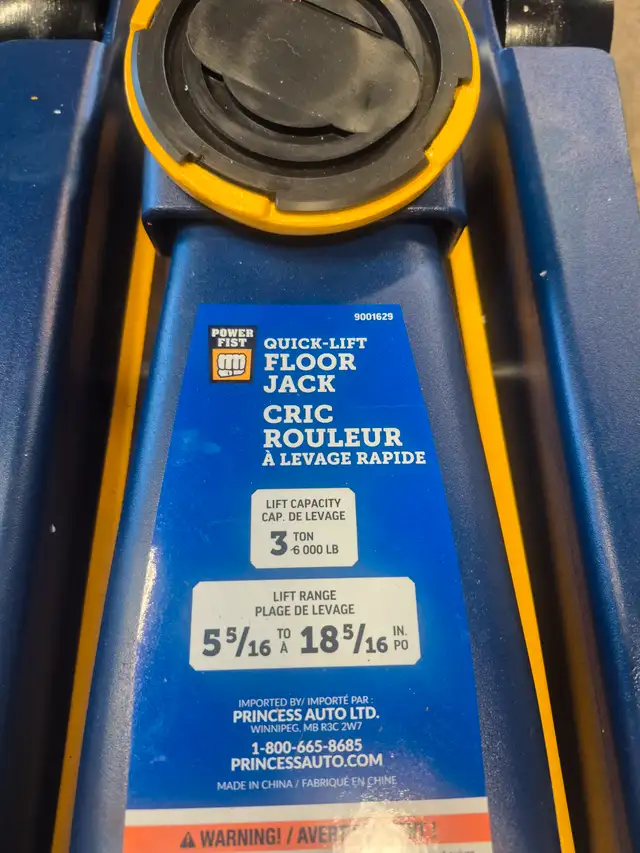 9001629
POWER
FIST
QUICK-LIFT
FLOOR
JACK
CRIC
ROULEUR
À LEVAGE RAPIDE
LIFT CAPACITY
CAP. DE LEVAGE
3 TON
-6 000 LB
LIFT RANGE
PLAGE DE LEVAGE
5 5/16 TO À 18 5/16 IN. PO
IMPORTED BY/ IMPORTÉ PAR :
PRINCESS AUTO LTD.
WINNIPEG, MB R3C 2W7
1-800-665-8685
PRINCESSAUTO.COM
MADE IN CHINA / FABRIQUÉ EN CHINE
WARNING! /